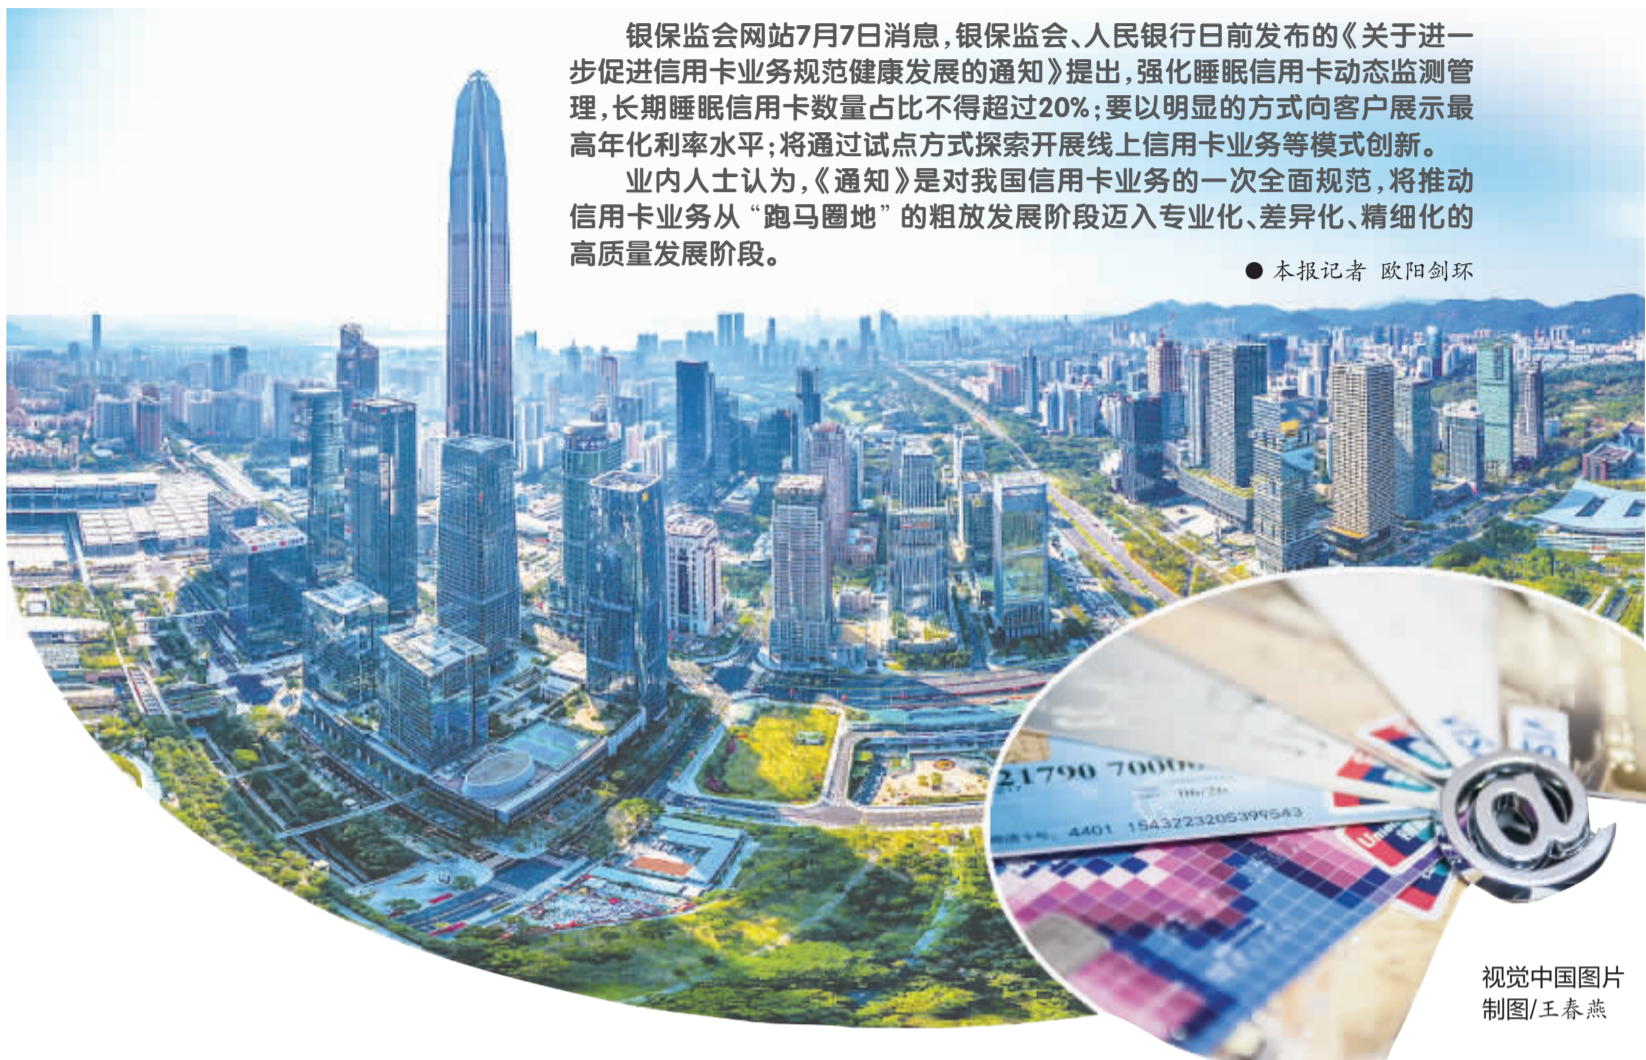 银保监会网站7月7日消息,银保监会、人民银行日前发布的《关于进一
步促进信用卡业务规范健康发展的通知》提出,强化睡眠信用卡动态监测管
理,长期睡眠信用卡数量占比不得超过20%;要以明显的方式向客户展示最
高年化利率水平;将通过试点方式探索开展线上信用卡业务等模式创新。
业内人士认为,《通知》是对我国信用卡业务的一次全面规范,将推动
信用卡业务从“跑马圈地”的粗放发展阶段迈入专业化、差异化、精细化的
高质量发展阶段。
● 本报记者 欧阳剑环
21790 7000
4401 1543223205399543
@
视觉中国图片
制图/王春燕